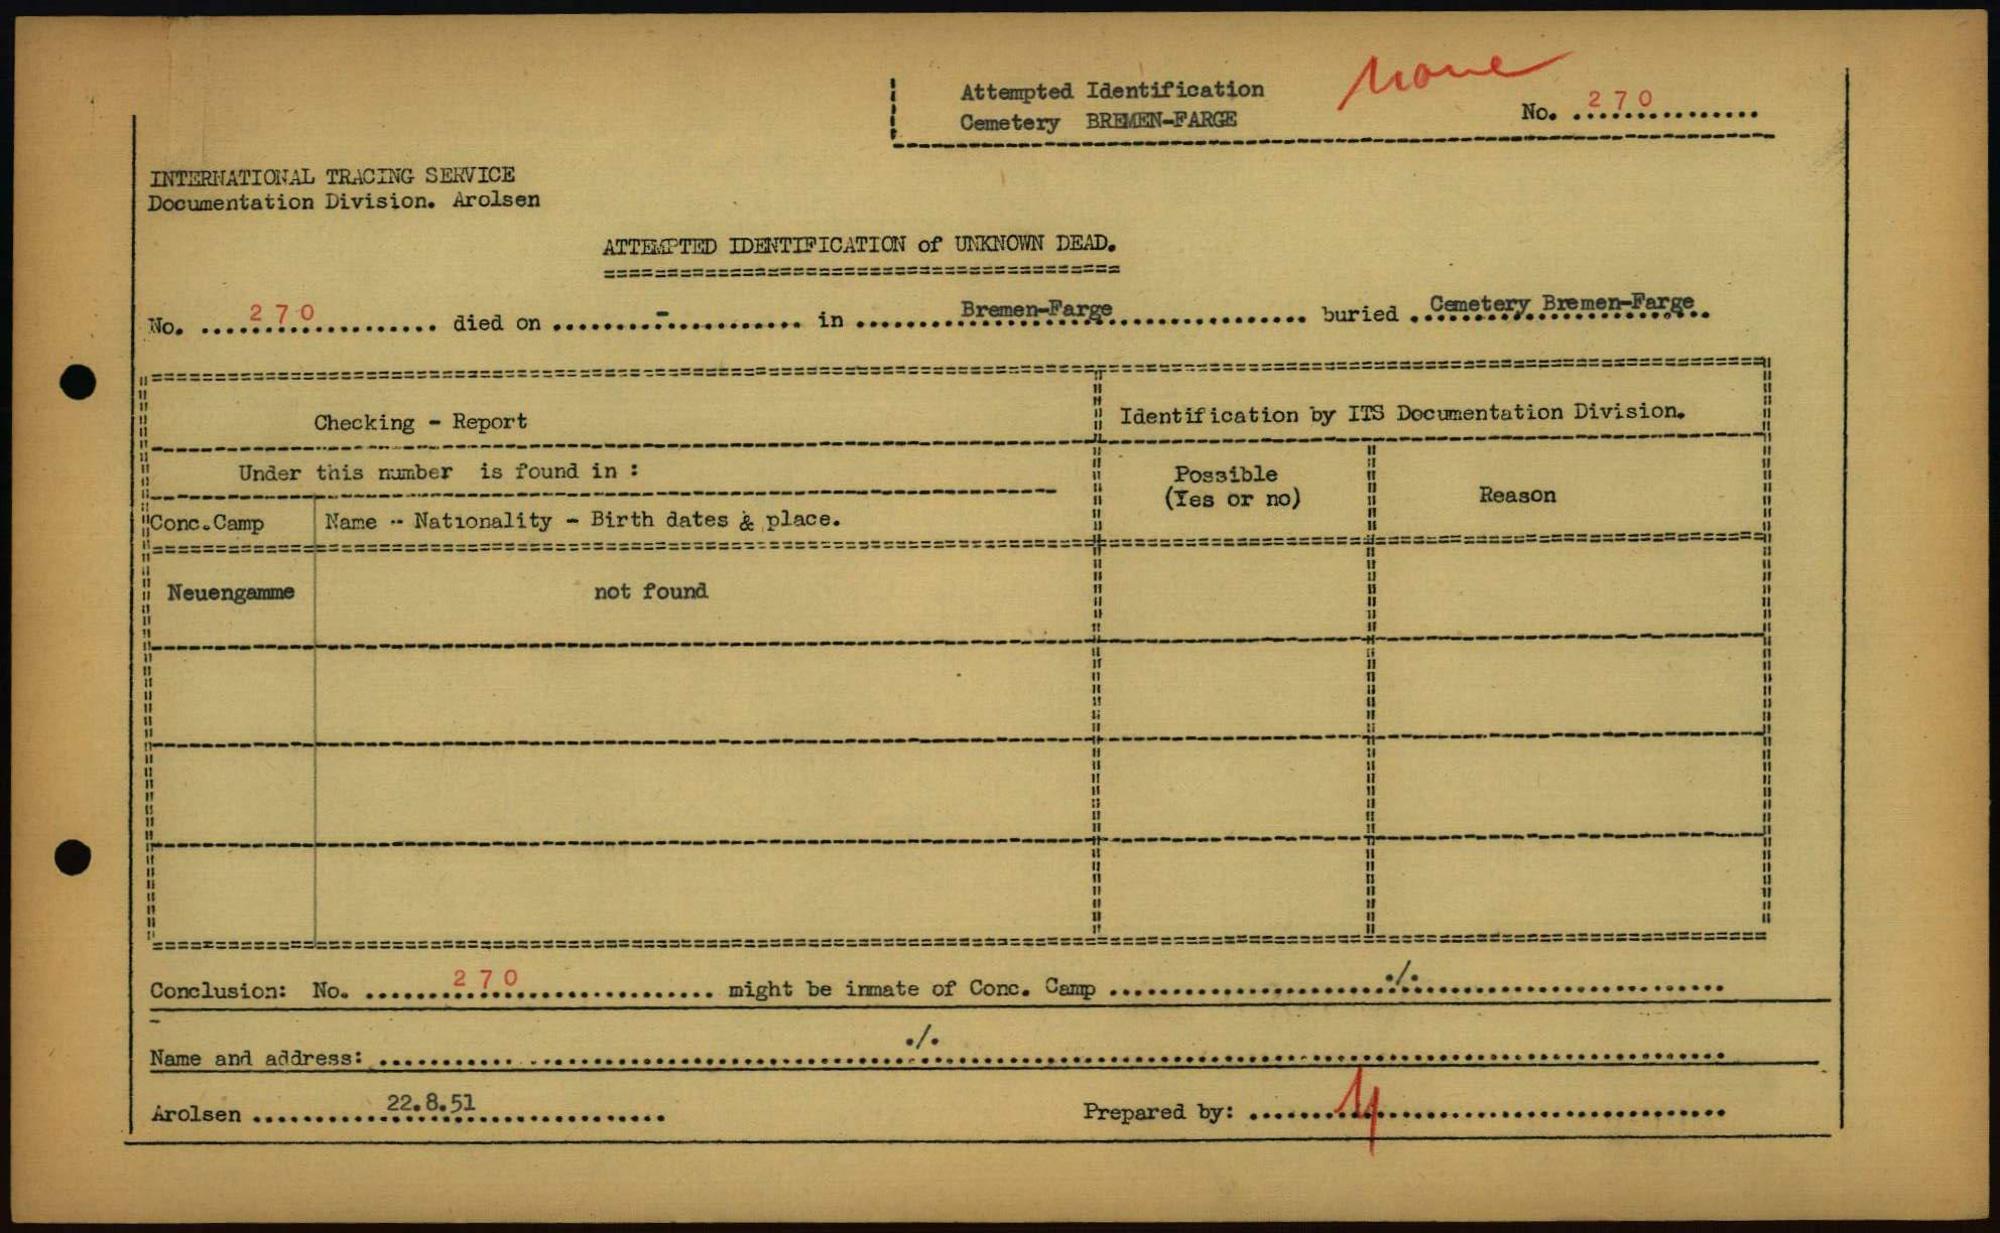 none
Attempted Identification
Cemetery BREMEN-FARGE
No. 270
INTERNATIONAL TRACING SERVICE
Documentation Division. Arolsen
ATTEMPTED IDENTIFICATION of UNKNOWN DEAD.
No. 270 died on - in Bremen-Farge buried Cemetery Bremen-Farge
Checking - Report
Identification by ITS Documentation Division.
Under this number is found in :
Possible
(Yes or no)
Reason
Conc.Camp
Name - Nationality - Birth dates & place.
Neuengamme
not found
Conclusion: No. 270 might be inmate of Conc. Camp ./.
Name and address: ./.
Arolsen 22.8.51
Prepared by: